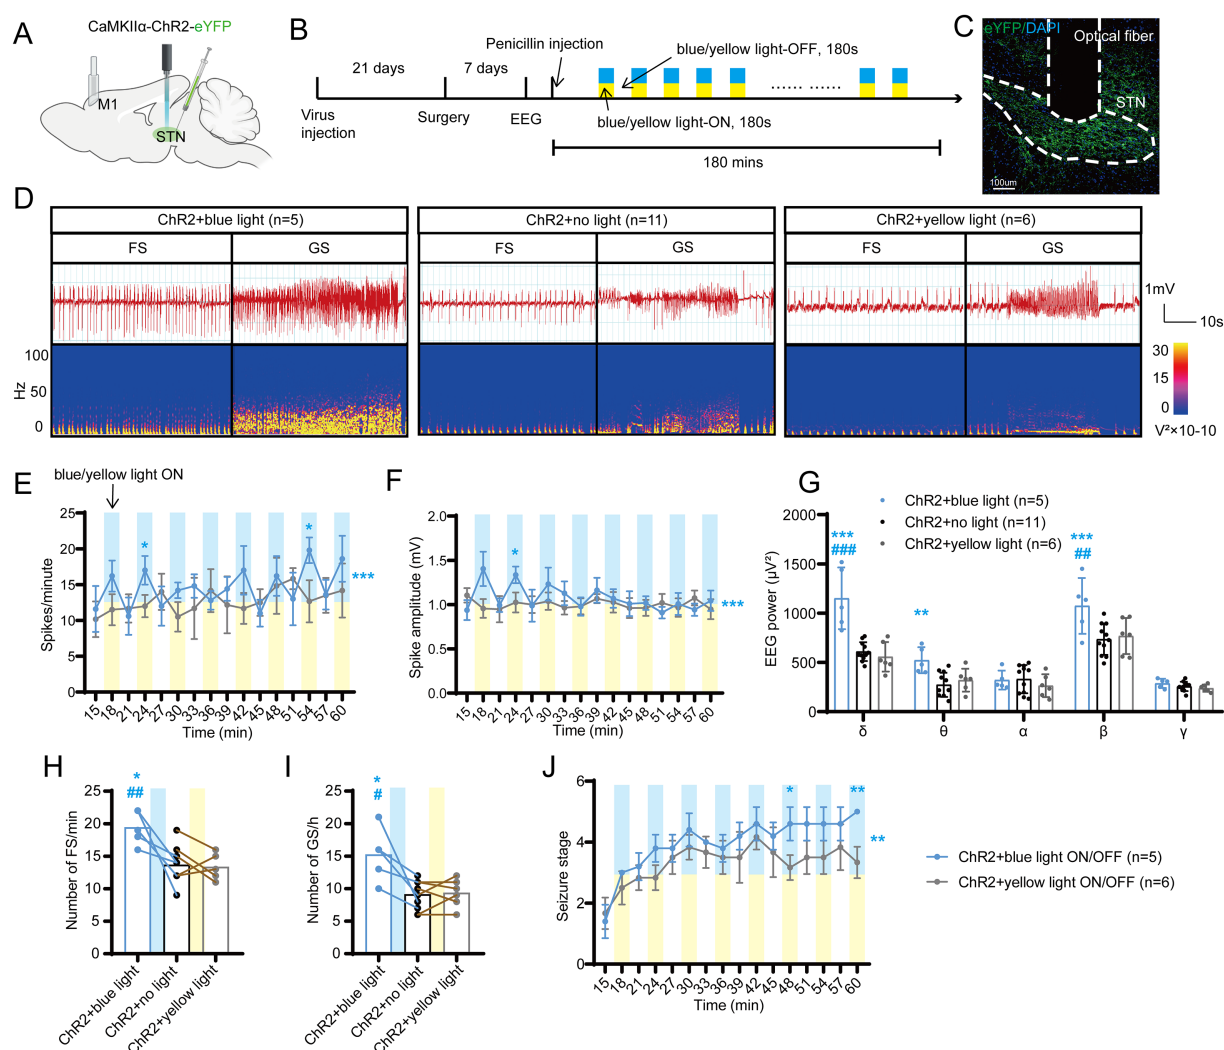 A
CaMKIIα-ChR2-eYFP
M1
STN
B
Penicillin injection
blue/yellow light-OFF, 180s
21 days
7 days
...... ......
Virus injection
Surgery
EEG
blue/yellow light-ON, 180s
180 mins
C
eYFP/DAPI
Optical fiber
STN
100um
D
ChR2+blue light (n=5)
ChR2+no light (n=11)
ChR2+yellow light (n=6)
FS
GS
FS
GS
FS
GS
1mV
10s
100
50
0
Hz
30
15
0
V²×10-10
E
blue/yellow light ON
Spikes/minute
25
20
15
10
5
0
*
*
***
15 18 21 24 27 30 33 36 39 42 45 48 51 54 57 60
Time (min)
F
Spike amplitude (mV)
2.0
1.5
1.0
0.5
0.0
*
***
15 18 21 24 27 30 33 36 39 42 45 48 51 54 57 60
Time (min)
G
ChR2+blue light (n=5)
ChR2+no light (n=11)
ChR2+yellow light (n=6)
EEG power (μV²)
2000
1500
1000
500
0
***
###
**
***
##
δ θ α β γ
H
Number of FS/min
25
20
15
10
5
0
*
##
ChR2+blue light
ChR2+no light
ChR2+yellow light
I
Number of GS/h
25
20
15
10
5
0
*
#
ChR2+blue light
ChR2+no light
ChR2+yellow light
J
Seizure stage
6
4
2
0
*
**
**
15 18 21 24 27 30 33 36 39 42 45 48 51 54 57 60
Time (min)
ChR2+blue light ON/OFF (n=5)
ChR2+yellow light ON/OFF (n=6)